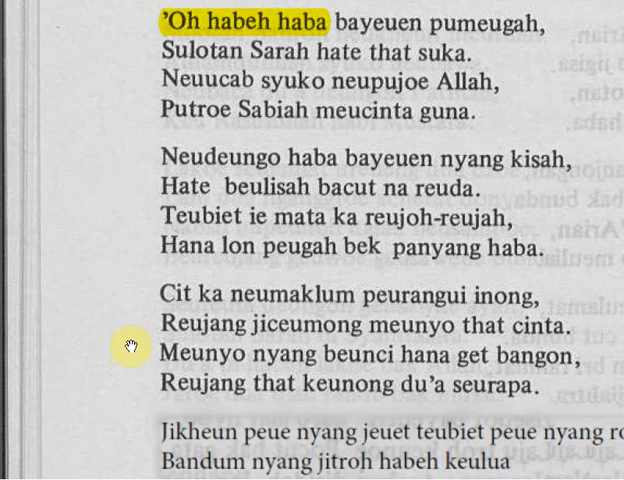 ’Oh habeh haba bayeuen pumeugah,
Sulotan Sarah hate that suka.
Neuucab syuko neupujoe Allah,
Putroe Sabiah meucinta guna.
Neudeungo haba bayeuen nyang kisah,
Hate beulisah bacut na reuda.
Teubiet ie mata ka reujoh-reujah,
Hana lon peugah bek panyang haba.
Cit ka neumaklum peurangui inong,
Reujang jiceumong meunyo that cinta.
Meunyo nyang beunci hana get bangon,
Reujang that keunong du’a seurapa.
Jikheun peue nyang jeuet teubiet peue nyang
Bandum nyang jitroh habeh keulua